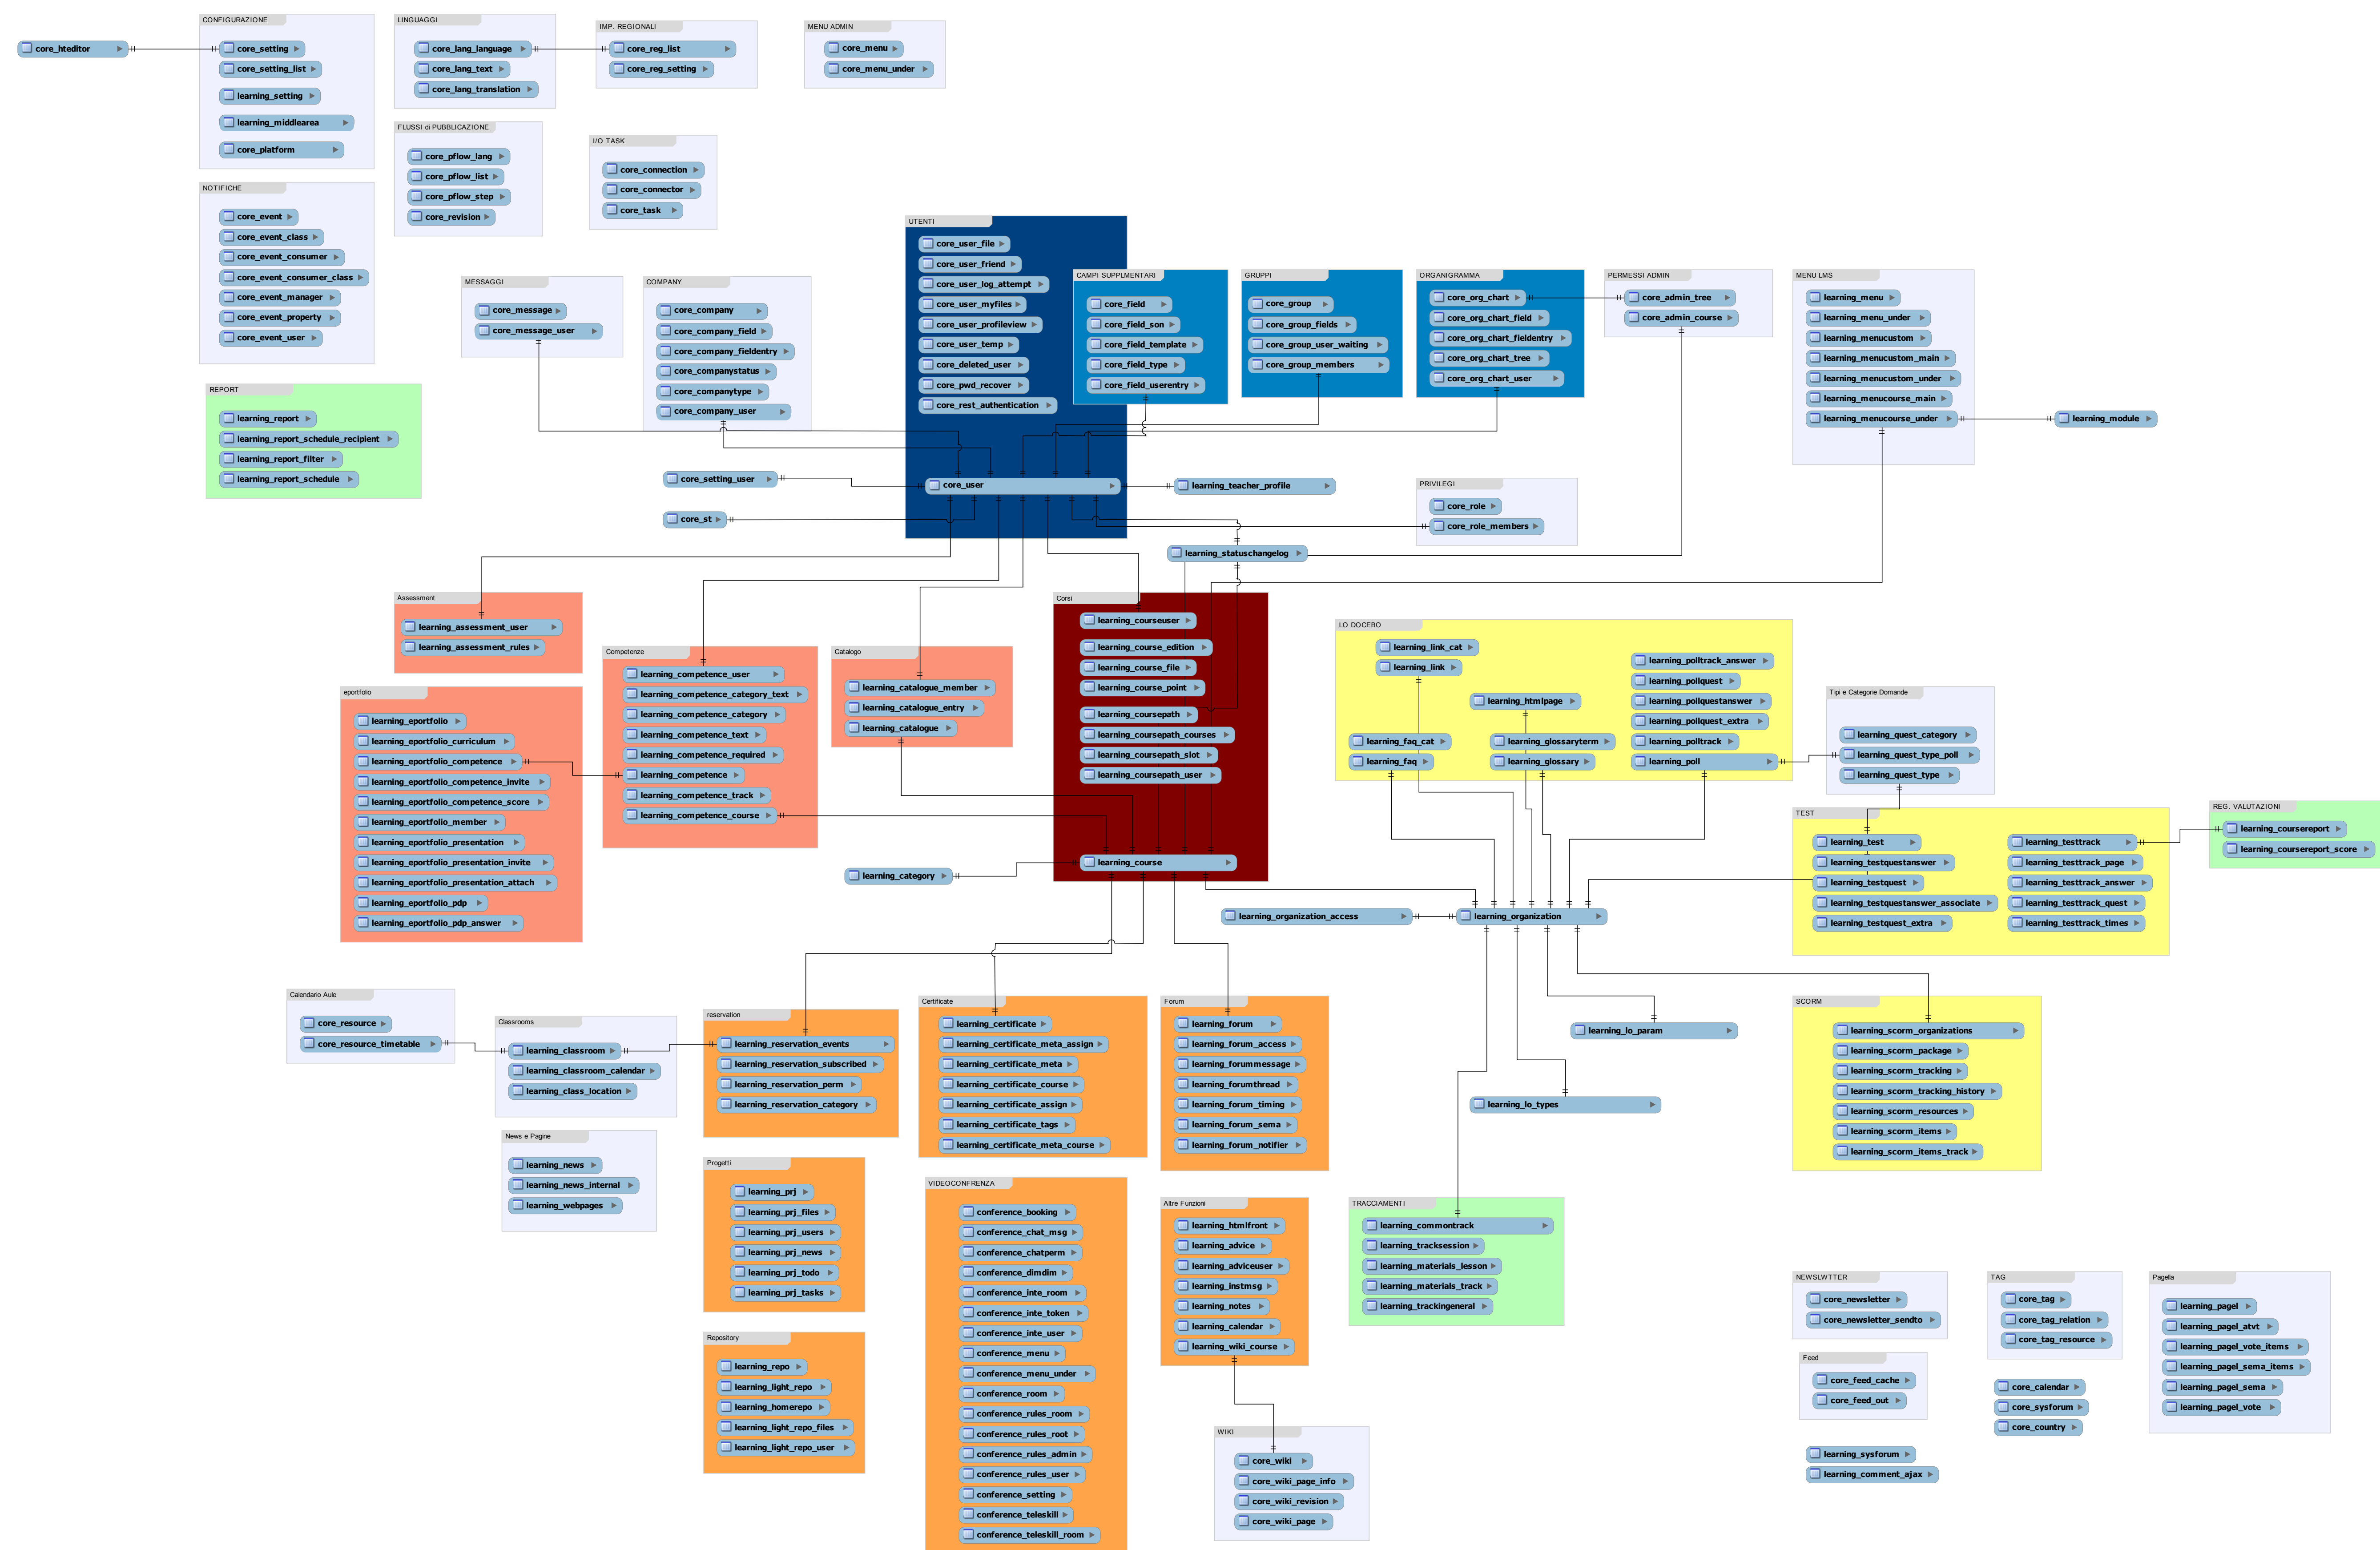 core_hteditor
CONFIGURAZIONE
core_setting
core_setting_list
learning_setting
learning_middlearea
core_platform
LINGUAGGI
core_lang_language
core_lang_text
core_lang_translation
IMP. REGIONALI
core_reg_list
core_reg_setting
MENU ADMIN
core_menu
core_menu_under
FLUSSI di PUBBLICAZIONE
core_pflow_lang
core_pflow_list
core_pflow_step
core_revision
I/O TASK
core_connection
core_connector
core_task
NOTIFICHE
core_event
core_event_class
core_event_consumer
core_event_consumer_class
core_event_manager
core_event_property
core_event_user
MESSAGGI
core_message
core_message_user
COMPANY
core_company
core_company_field
core_company_fieldentry
core_companystatus
core_companytype
core_company_user
UTENTI
core_user_file
core_user_friend
core_user_log_attempt
core_user_myfiles
core_user_profileview
core_user_temp
core_deleted_user
core_pwd_recover
core_rest_authentication
core_user
CAMPI SUPPLMENTARI
core_field
core_field_son
core_field_template
core_field_type
core_field_userentry
GRUPPI
core_group
core_group_fields
core_group_user_waiting
core_group_members
ORGANIGRAMMA
core_org_chart
core_org_chart_field
core_org_chart_fieldentry
core_org_chart_tree
core_org_chart_user
PERMESSI ADMIN
core_admin_tree
core_admin_course
MENU LMS
learning_menu
learning_menu_under
learning_menucustom
learning_menucustom_main
learning_menucustom_under
learning_menucourse_main
learning_menucourse_under
learning_module
REPORT
learning_report
learning_report_schedule_recipient
learning_report_filter
learning_report_schedule
core_setting_user
core_st
learning_teacher_profile
PRIVILEGI
core_role
core_role_members
learning_statuschangelog
Assessment
learning_assessment_user
learning_assessment_rules
eportfolio
learning_eportfolio
learning_eportfolio_curriculum
learning_eportfolio_competence
learning_eportfolio_competence_invite
learning_eportfolio_competence_score
learning_eportfolio_member
learning_eportfolio_presentation
learning_eportfolio_presentation_invite
learning_eportfolio_presentation_attach
learning_eportfolio_pdp
learning_eportfolio_pdp_answer
Competenze
learning_competence_user
learning_competence_category_text
learning_competence_category
learning_competence_text
learning_competence_required
learning_competence
learning_competence_track
learning_competence_course
Catalogo
learning_catalogue_member
learning_catalogue_entry
learning_catalogue
learning_category
Corsi
learning_courseuser
learning_course_edition
learning_course_file
learning_course_point
learning_coursepath
learning_coursepath_courses
learning_coursepath_slot
learning_coursepath_user
learning_course
LO DOCEBO
learning_link_cat
learning_link
learning_htmlpage
learning_faq_cat
learning_faq
learning_glossaryterm
learning_glossary
learning_polltrack_answer
learning_pollquest
learning_pollquestanswer
learning_pollquest_extra
learning_polltrack
learning_poll
Tipi e Categorie Domande
learning_quest_category
learning_quest_type_poll
learning_quest_type
TEST
learning_test
learning_testquestanswer
learning_testquest
learning_testquestanswer_associate
learning_testquest_extra
learning_testtrack
learning_testtrack_page
learning_testtrack_answer
learning_testtrack_quest
learning_testtrack_times
REG. VALUTAZIONI
learning_coursereport
learning_coursereport_score
learning_organization_access
learning_organization
Calendario Aule
core_resource
core_resource_timetable
Classrooms
learning_classroom
learning_classroom_calendar
learning_class_location
reservation
learning_reservation_events
learning_reservation_subscribed
learning_reservation_perm
learning_reservation_category
Certificate
learning_certificate
learning_certificate_meta_assign
learning_certificate_meta
learning_certificate_course
learning_certificate_assign
learning_certificate_tags
learning_certificate_meta_course
Forum
learning_forum
learning_forum_access
learning_forummessage
learning_forumthread
learning_forum_timing
learning_forum_sema
learning_forum_notifier
learning_lo_param
learning_lo_types
SCORM
learning_scorm_organizations
learning_scorm_package
learning_scorm_tracking
learning_scorm_tracking_history
learning_scorm_resources
learning_scorm_items
learning_scorm_items_track
News e Pagine
learning_news
learning_news_internal
learning_webpages
Progetti
learning_prj
learning_prj_files
learning_prj_users
learning_prj_news
learning_prj_todo
learning_prj_tasks
Repository
learning_repo
learning_light_repo
learning_homerepo
learning_light_repo_files
learning_light_repo_user
VIDEOCONFRENZA
conference_booking
conference_chat_msg
conference_chatperm
conference_dimdim
conference_inte_room
conference_inte_token
conference_inte_user
conference_menu
conference_menu_under
conference_room
conference_rules_room
conference_rules_root
conference_rules_admin
conference_rules_user
conference_setting
conference_teleskill
conference_teleskill_room
Altre Funzioni
learning_htmlfront
learning_advice
learning_adviceuser
learning_instmsg
learning_notes
learning_calendar
learning_wiki_course
TRACCIAMENTI
learning_commontrack
learning_tracksession
learning_materials_lesson
learning_materials_track
learning_trackingeneral
WIKI
core_wiki
core_wiki_page_info
core_wiki_revision
core_wiki_page
NEWSLWTTER
core_newsletter
core_newsletter_sendto
Feed
core_feed_cache
core_feed_out
learning_sysforum
learning_comment_ajax
TAG
core_tag
core_tag_relation
core_tag_resource
core_calendar
core_sysforum
core_country
Pagella
learning_pagel
learning_pagel_atvt
learning_pagel_vote_items
learning_pagel_sema_items
learning_pagel_sema
learning_pagel_vote